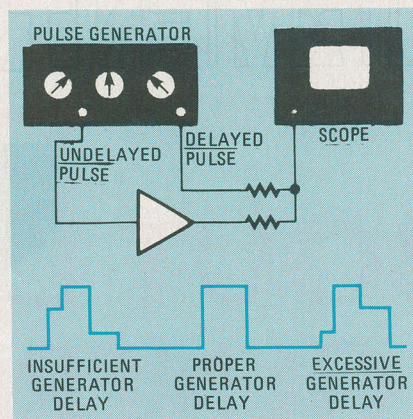 PULSE GENERATOR
UNDELAYED
PULSE
DELAYED
PULSE
SCOPE
INSUFFICIENT
GENERATOR
DELAY
PROPER
GENERATOR
DELAY
EXCESSIVE
GENERATOR
DELAY